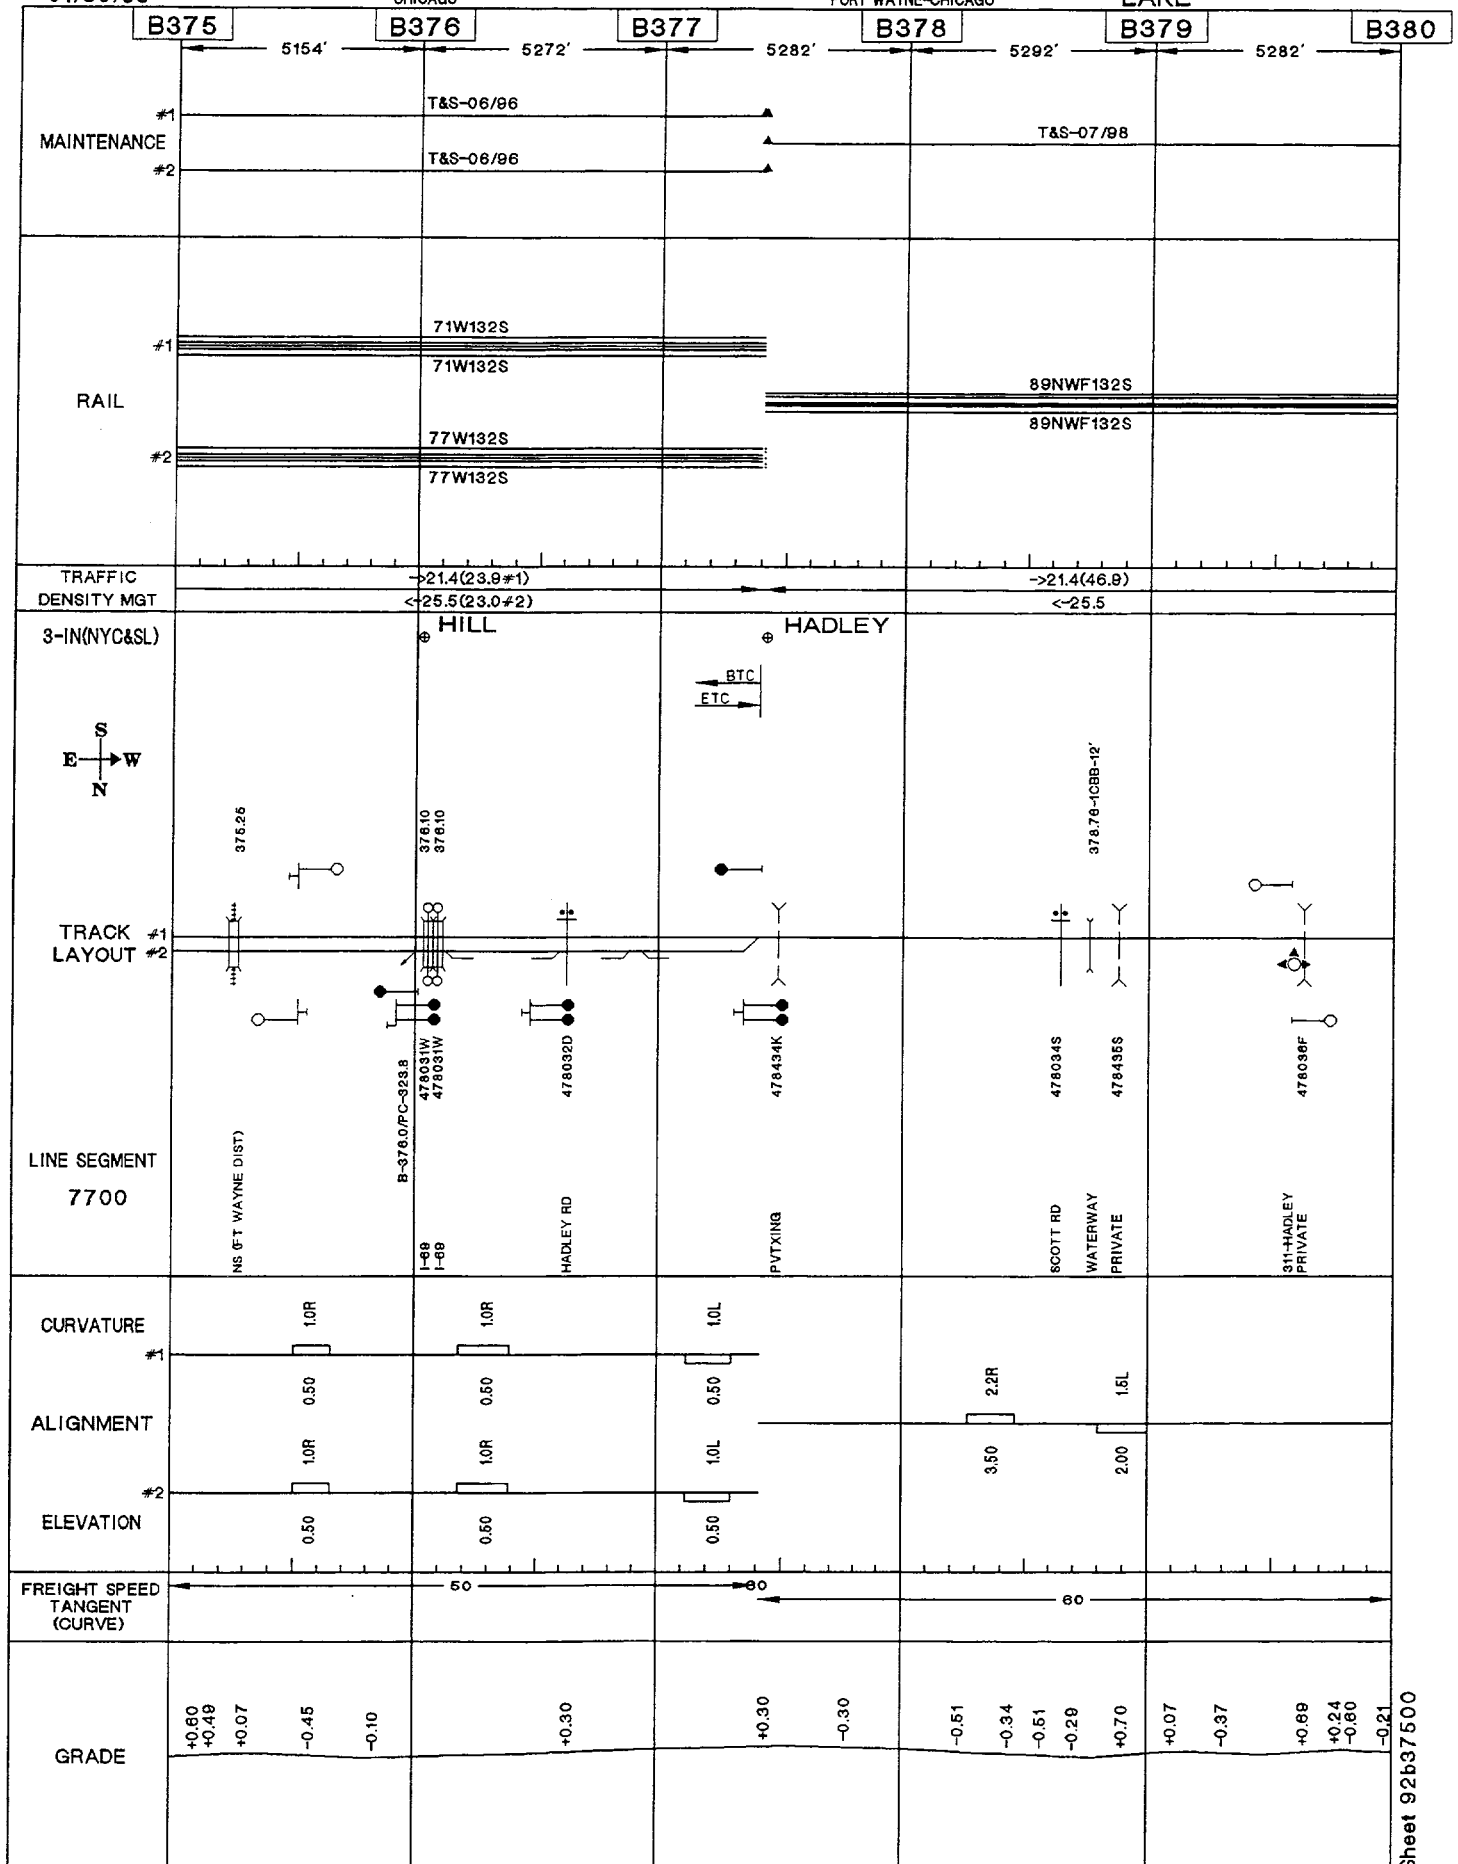 CHICAGO
FORT WAYNE-CHICAGO
LAKE
B375
B376
B377
B378
B379
B380
5154'
5272'
5282'
5292'
5282'
MAINTENANCE
#1
T&S-06/96
T&S-07/98
#2
T&S-06/96
RAIL
#1
71W132S
71W132S
89NWF132S
89NWF132S
#2
77W132S
77W132S
TRAFFIC
DENSITY MGT
->21.4(23.9#1)
->21.4(46.9)
<-25.5(23.0#2)
<-25.5
3-IN(NYC&SL)
HILL
HADLEY
BTC
ETC
S
E W
N
375.25
376.10
376.10
378.76-1CBB-12'
TRACK #1
LAYOUT #2
B-376.0/PC-323.8
478031W
478031W
478032D
478434K
478034S
478435S
478036F
LINE SEGMENT
7700
NS (FT WAYNE DIST)
I-69
I-69
HADLEY RD
PVTXING
SCOTT RD
WATERWAY
PRIVATE
311-HADLEY
PRIVATE
CURVATURE
#1
1.0R
1.0R
1.0L
0.50
0.50
0.50
ALIGNMENT
2.2R
1.5L
3.50
2.00
1.0R
1.0R
1.0L
#2
ELEVATION
0.50
0.50
0.50
FREIGHT SPEED
TANGENT
(CURVE)
50
60
GRADE
+0.60
+0.49
+0.07
-0.45
-0.10
+0.30
+0.30
-0.30
-0.51
-0.34
-0.51
-0.29
+0.70
+0.07
-0.37
+0.69
+0.24
-0.60
-0.21
Sheet 92b37500